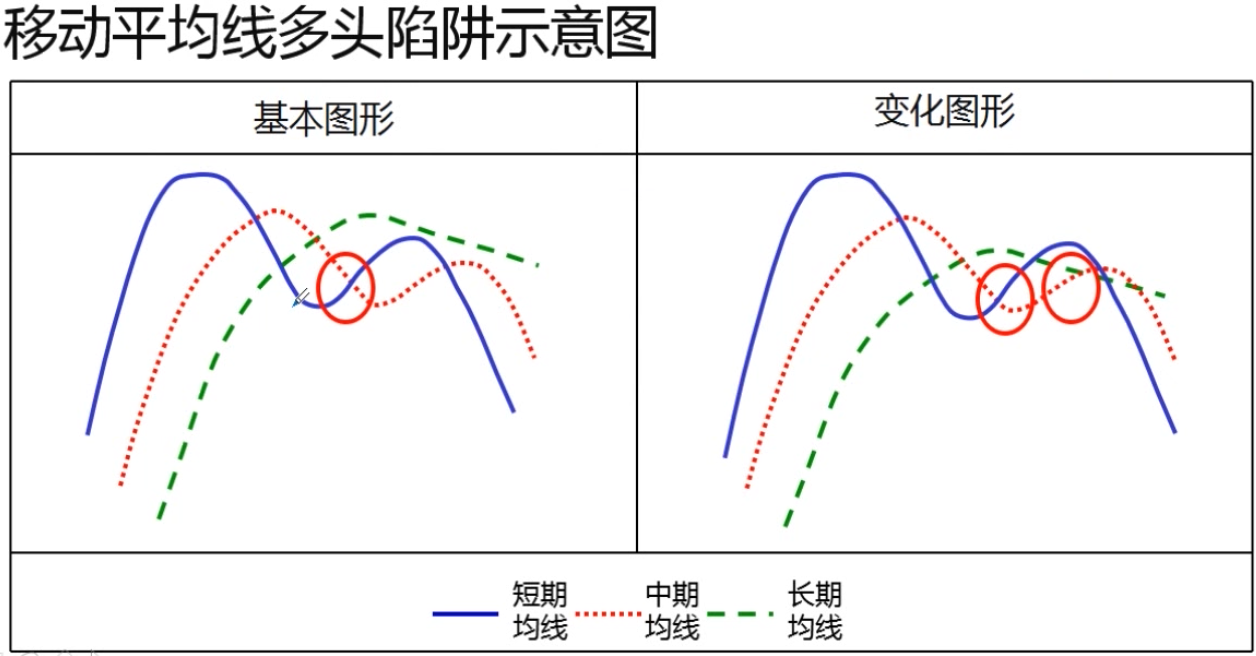 移动平均线多头陷阱示意图
基本图形
变化图形
短期
均线
中期
均线
长期
均线